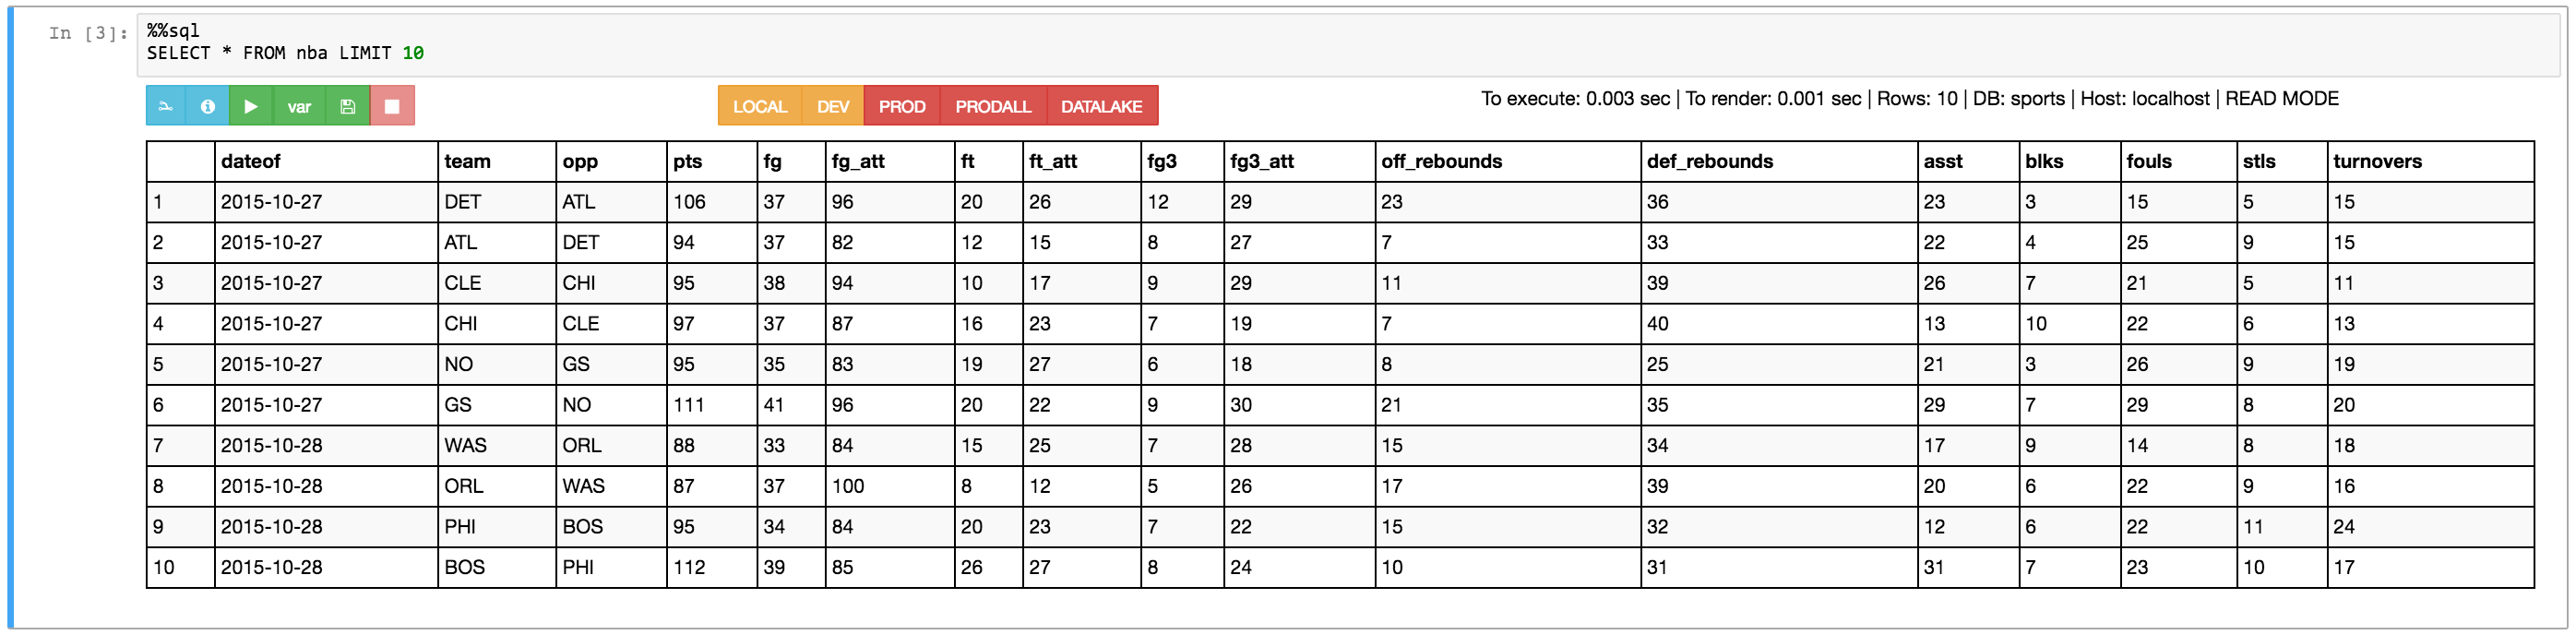 In [3]:
%%sql
SELECT * FROM nba LIMIT 10
var LOCAL DEV PROD PRODALL DATALAKE To execute: 0.003 sec | To render: 0.001 sec | Rows: 10 | DB: sports | Host: localhost | READ MODE
dateof team opp pts fg fg_att ft ft_att fg3 fg3_att off_rebounds def_rebounds asst blks fouls stls turnovers
1 2015-10-27 DET ATL 106 37 96 20 26 12 29 23 36 23 3 15 5 15
2 2015-10-27 ATL DET 94 37 82 12 15 8 27 7 33 22 4 25 9 15
3 2015-10-27 CLE CHI 95 38 94 10 17 9 29 11 39 26 7 21 5 11
4 2015-10-27 CHI CLE 97 37 87 16 23 7 19 7 40 13 10 22 6 13
5 2015-10-27 NO GS 95 35 83 19 27 6 18 8 25 21 3 26 9 19
6 2015-10-27 GS NO 111 41 96 20 22 9 30 21 35 29 7 29 8 20
7 2015-10-28 WAS ORL 88 33 84 15 25 7 28 15 34 17 9 14 8 18
8 2015-10-28 ORL WAS 87 37 100 8 12 5 26 17 39 20 6 22 9 16
9 2015-10-28 PHI BOS 95 34 84 20 23 7 22 15 32 12 6 22 11 24
10 2015-10-28 BOS PHI 112 39 85 26 27 8 24 10 31 31 7 23 10 17